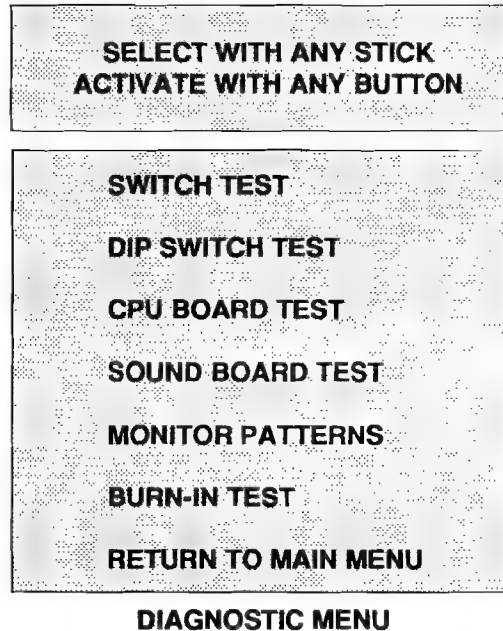 SELECT WITH ANY STICK
ACTIVATE WITH ANY BUTTON
SWITCH TEST
DIP SWITCH TEST
CPU BOARD TEST
SOUND BOARD TEST
MONITOR PATTERNS
BURN-IN TEST
RETURN TO MAIN MENU
DIAGNOSTIC MENU